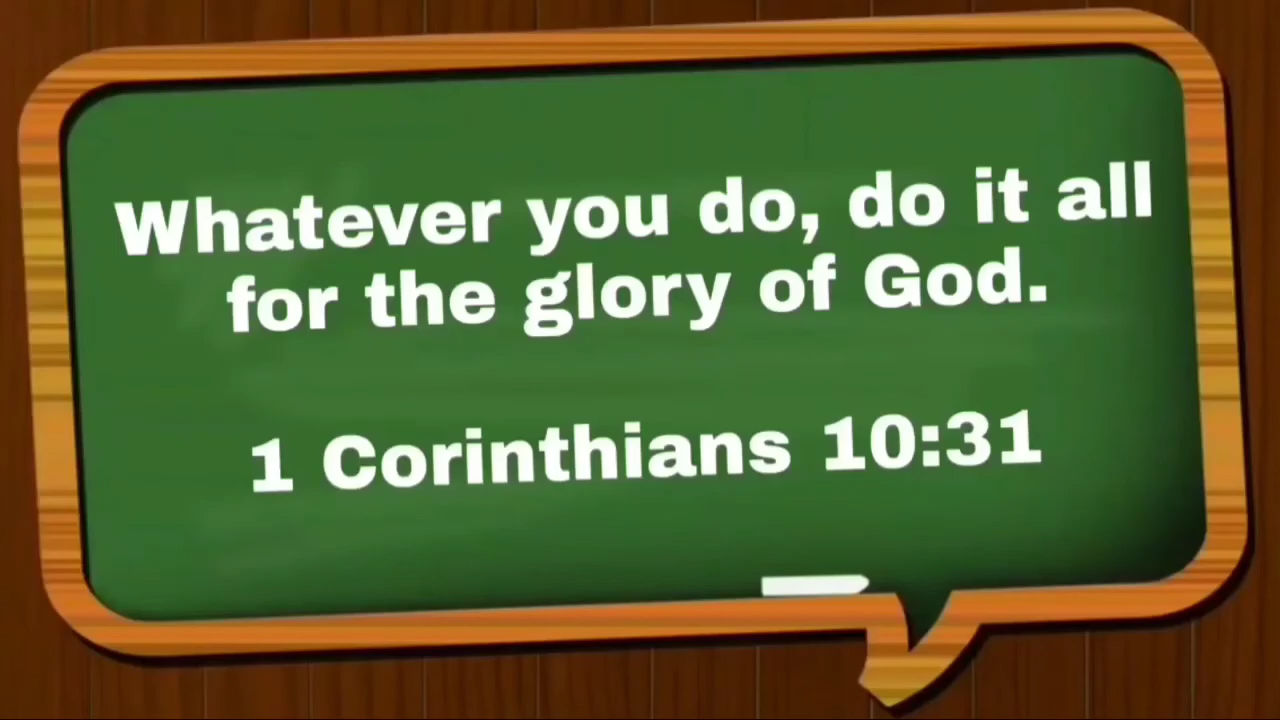 Whatever you do, do it all
for the glory of God.
1 Corinthians 10:31